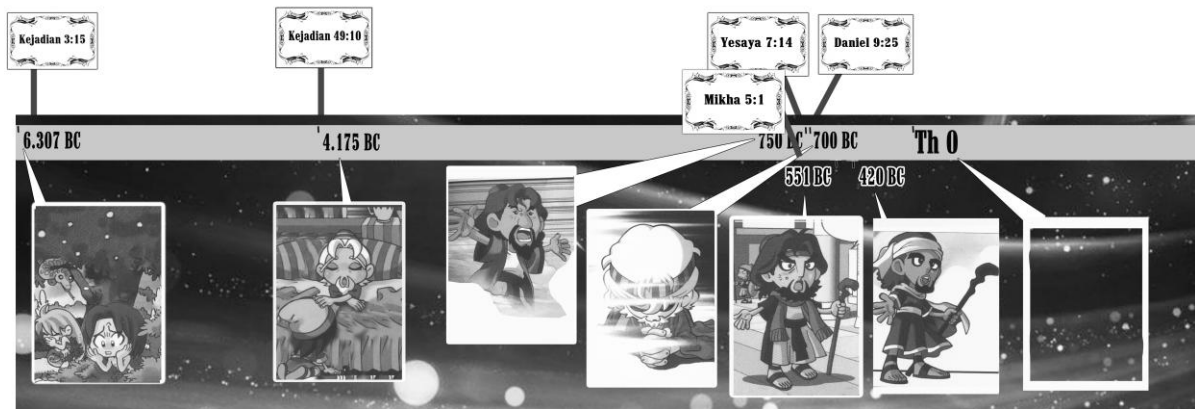 Kejadian 3:15
Kejadian 49:10
Yesaya 7:14
Daniel 9:25
Mikha 5:1
6.307 BC
4.175 BC
750 BC
700 BC
Th 0
551 BC
420 BC